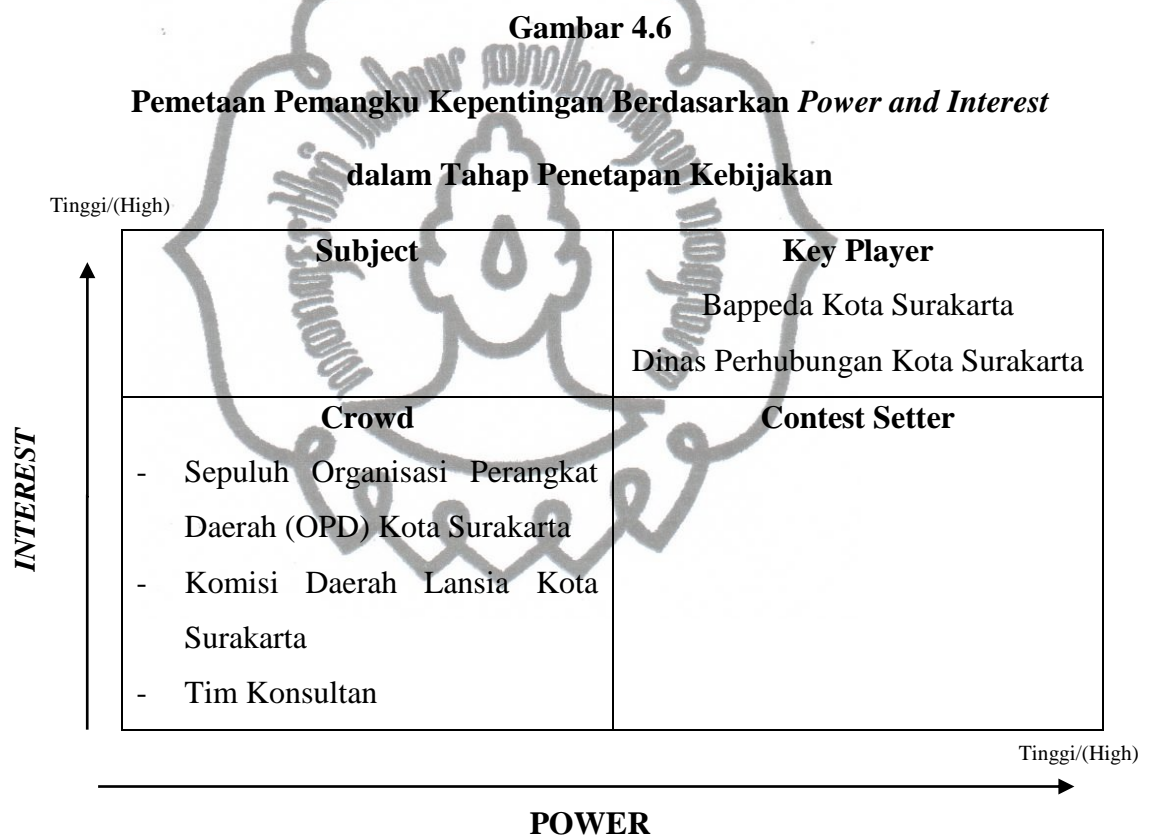 Gambar 4.6
Pemetaan Pemangku Kepentingan Berdasarkan Power and Interest
dalam Tahap Penetapan Kebijakan
Tinggi/(High)
Subject
Key Player
Bappeda Kota Surakarta
Dinas Perhubungan Kota Surakarta
INTEREST
Crowd
- Sepuluh Organisasi Perangkat
Daerah (OPD) Kota Surakarta
- Komisi Daerah Lansia Kota
Surakarta
- Tim Konsultan
Contest Setter
Tinggi/(High)
POWER